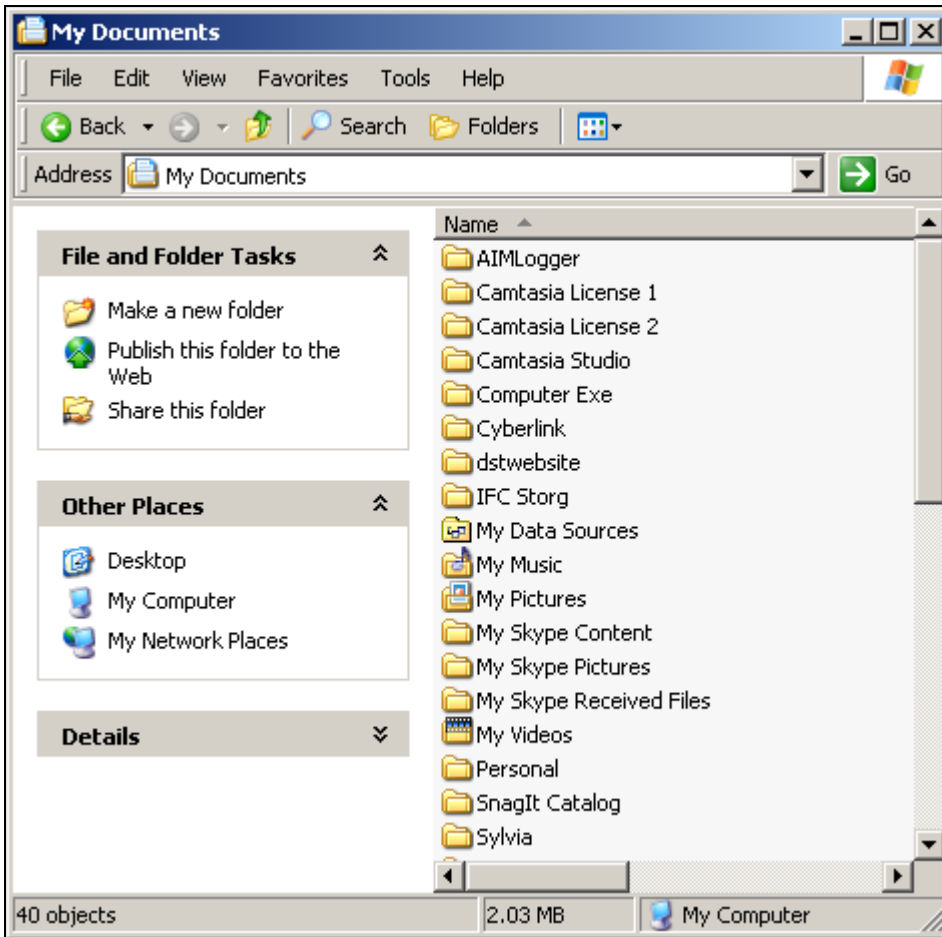 My Documents
File Edit View Favorites Tools Help
Back Search Folders
Address My Documents Go
File and Folder Tasks
Make a new folder
Publish this folder to the
Web
Share this folder
Other Places
Desktop
My Computer
My Network Places
Details
Name
AIMLogger
Camtasia License 1
Camtasia License 2
Camtasia Studio
Computer Exe
Cyberlink
dstwebsite
IFC Storg
My Data Sources
My Music
My Pictures
My Skype Content
My Skype Pictures
My Skype Received Files
My Videos
Personal
SnagIt Catalog
Sylvia
40 objects 2.03 MB My Computer